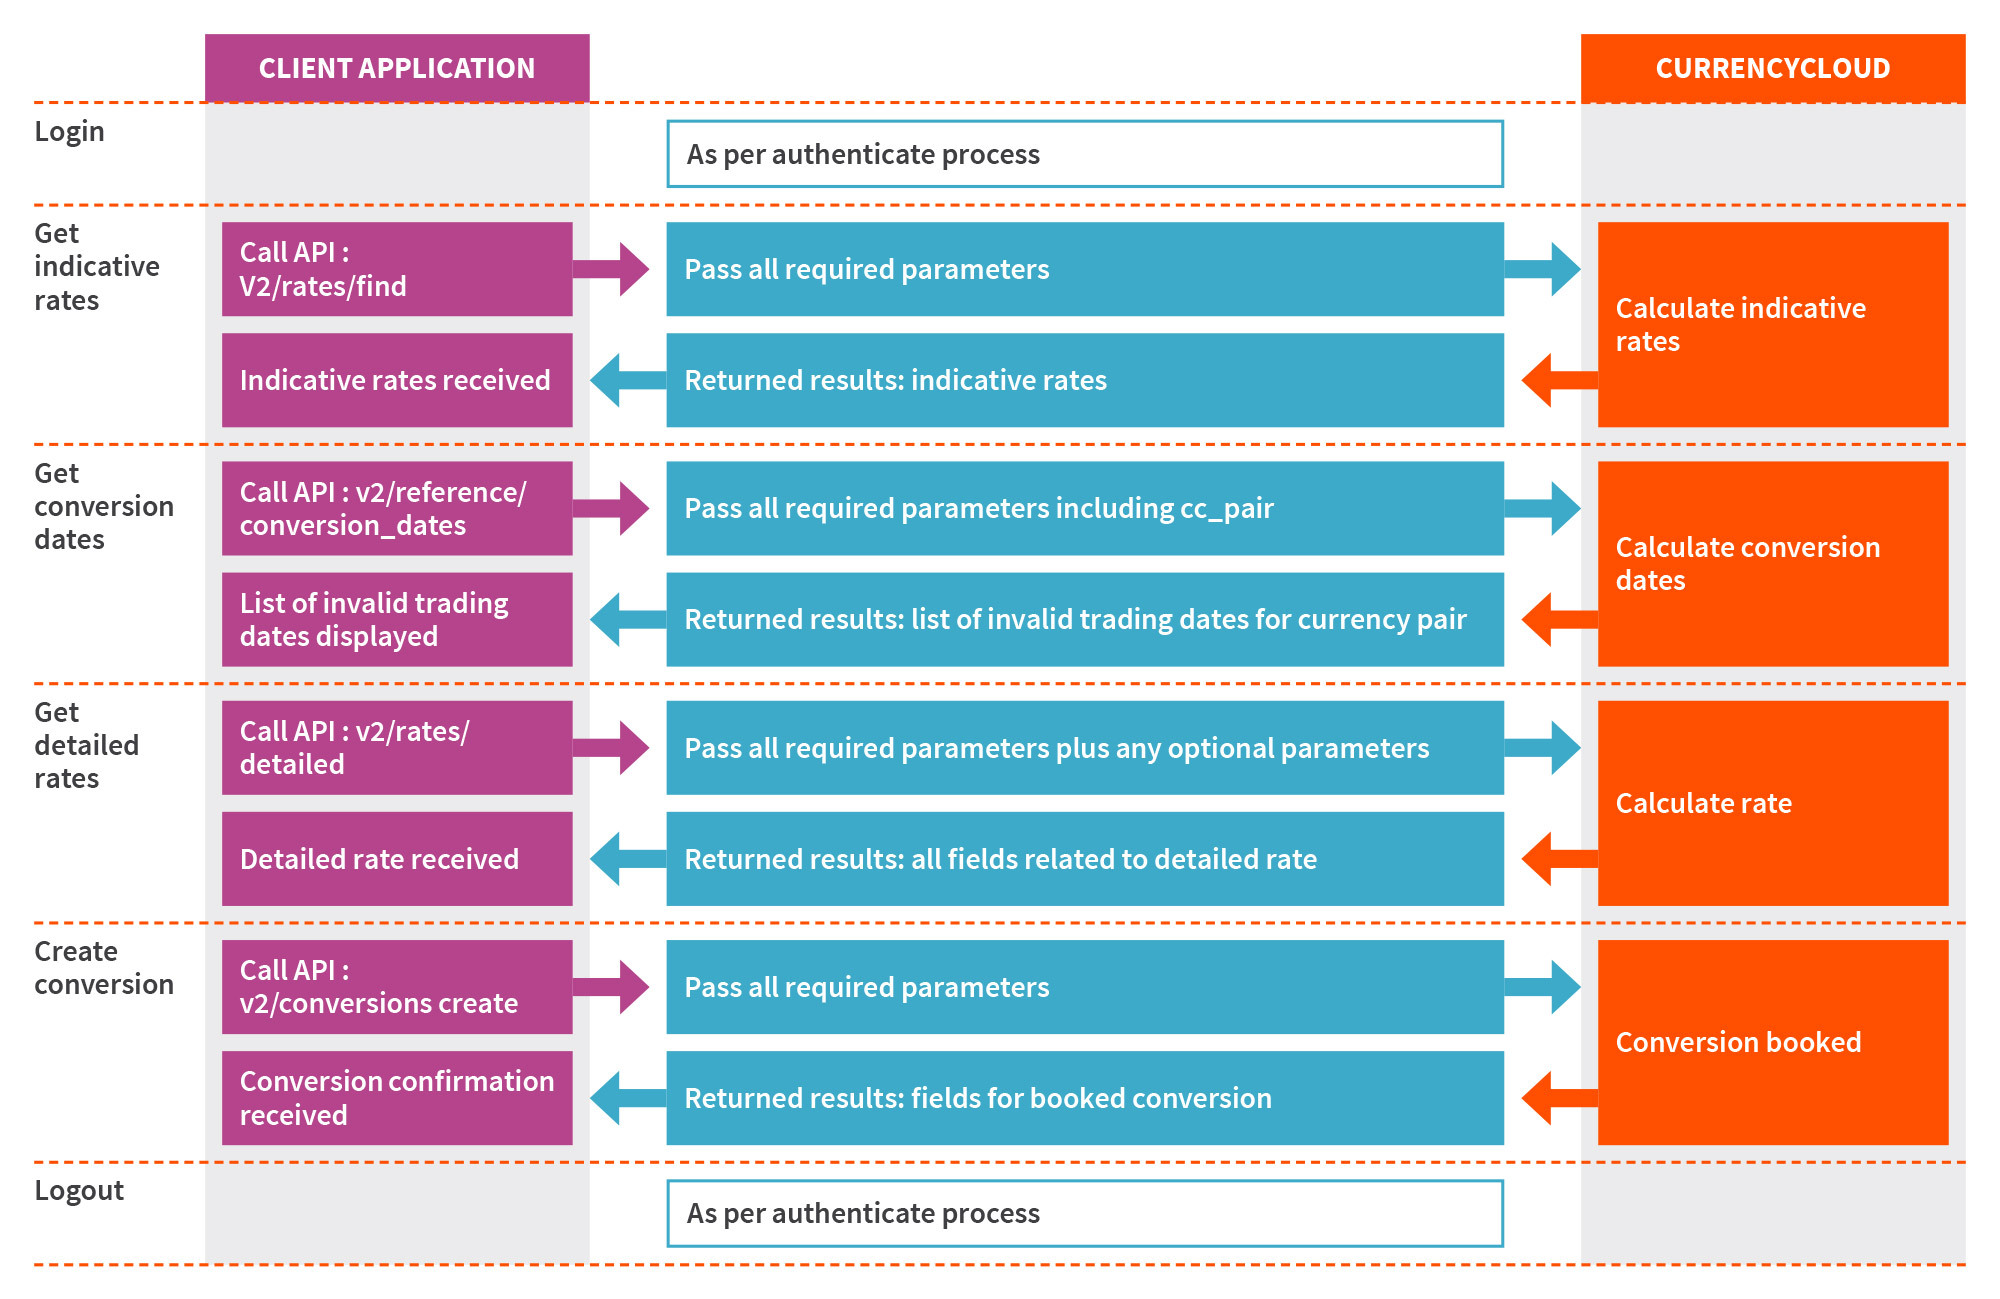 CLIENT APPLICATION
CURRENCYCLOUD
Login
As per authenticate process
Get
indicative
rates
Call API :
V2/rates/find
Pass all required parameters
Calculate indicative
rates
Indicative rates received
Returned results: indicative rates
Get
conversion
dates
Call API : v2/reference/
conversion_dates
Pass all required parameters including cc_pair
Calculate conversion
dates
List of invalid trading
dates displayed
Returned results: list of invalid trading dates for currency pair
Get
detailed
rates
Call API : v2/rates/
detailed
Pass all required parameters plus any optional parameters
Calculate rate
Detailed rate received
Returned results: all fields related to detailed rate
Create
conversion
Call API :
v2/conversions create
Pass all required parameters
Conversion booked
Conversion confirmation
received
Returned results: fields for booked conversion
Logout
As per authenticate process